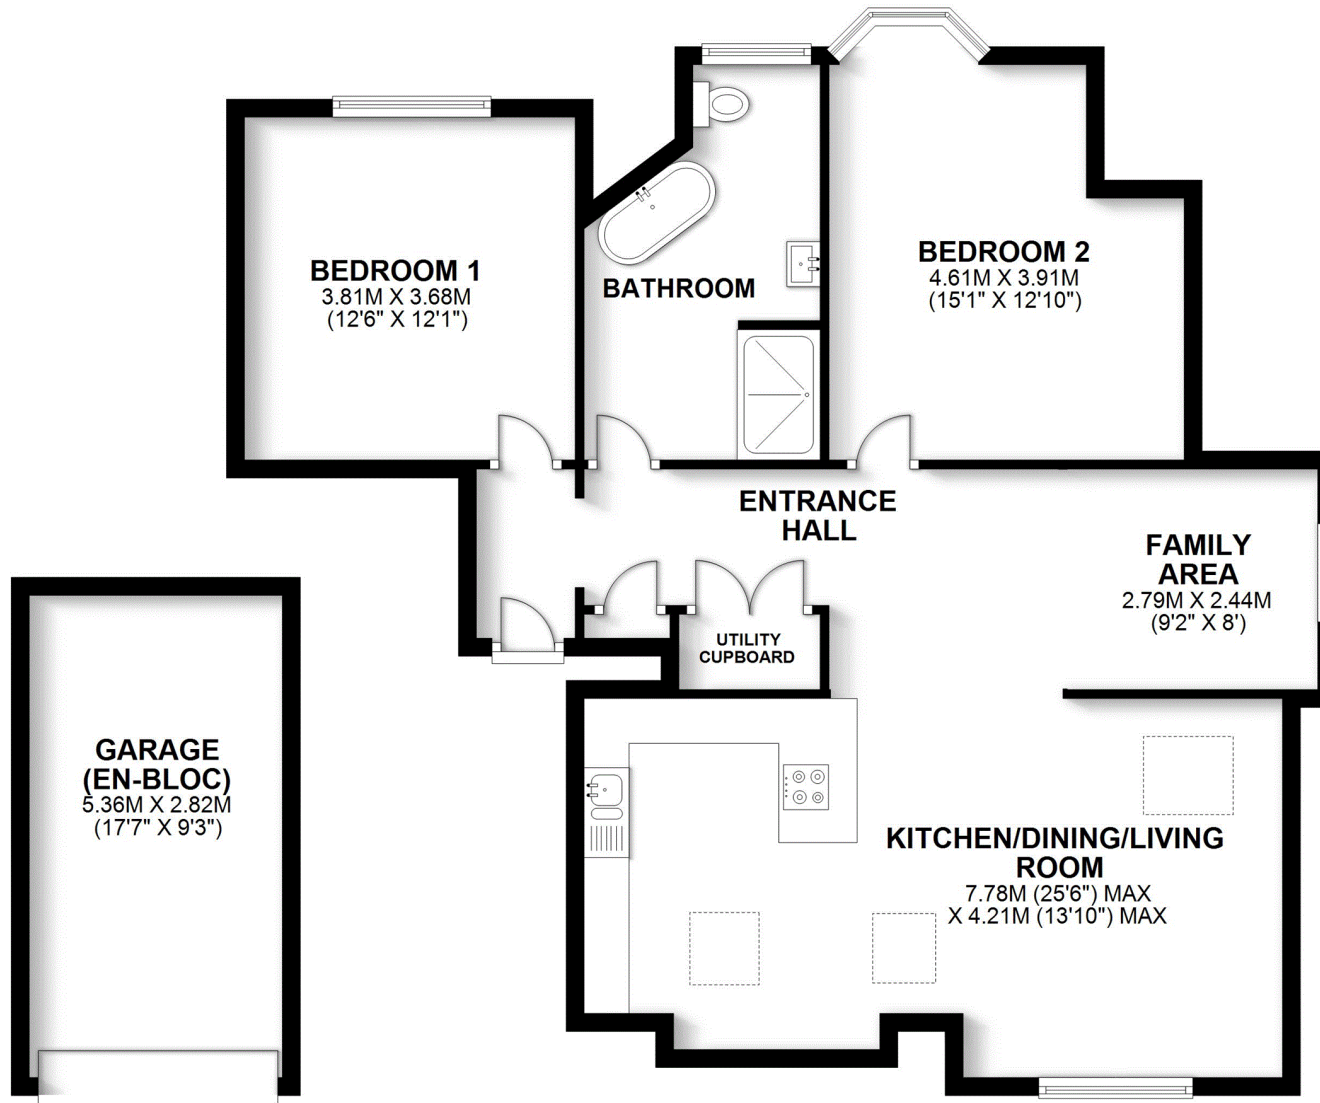 BEDROOM 1
3.81M X 3.68M
(12'6" X 12'1")
BATHROOM
BEDROOM 2
4.61M X 3.91M
(15'1" X 12'10")
ENTRANCE
HALL
FAMILY
AREA
2.79M X 2.44M
(9'2" X 8')
UTILITY
CUPBOARD
GARAGE
(EN-BLOC)
5.36M X 2.82M
(17'7" X 9'3")
KITCHEN/DINING/LIVING
ROOM
7.78M (25'6") MAX
X 4.21M (13'10") MAX